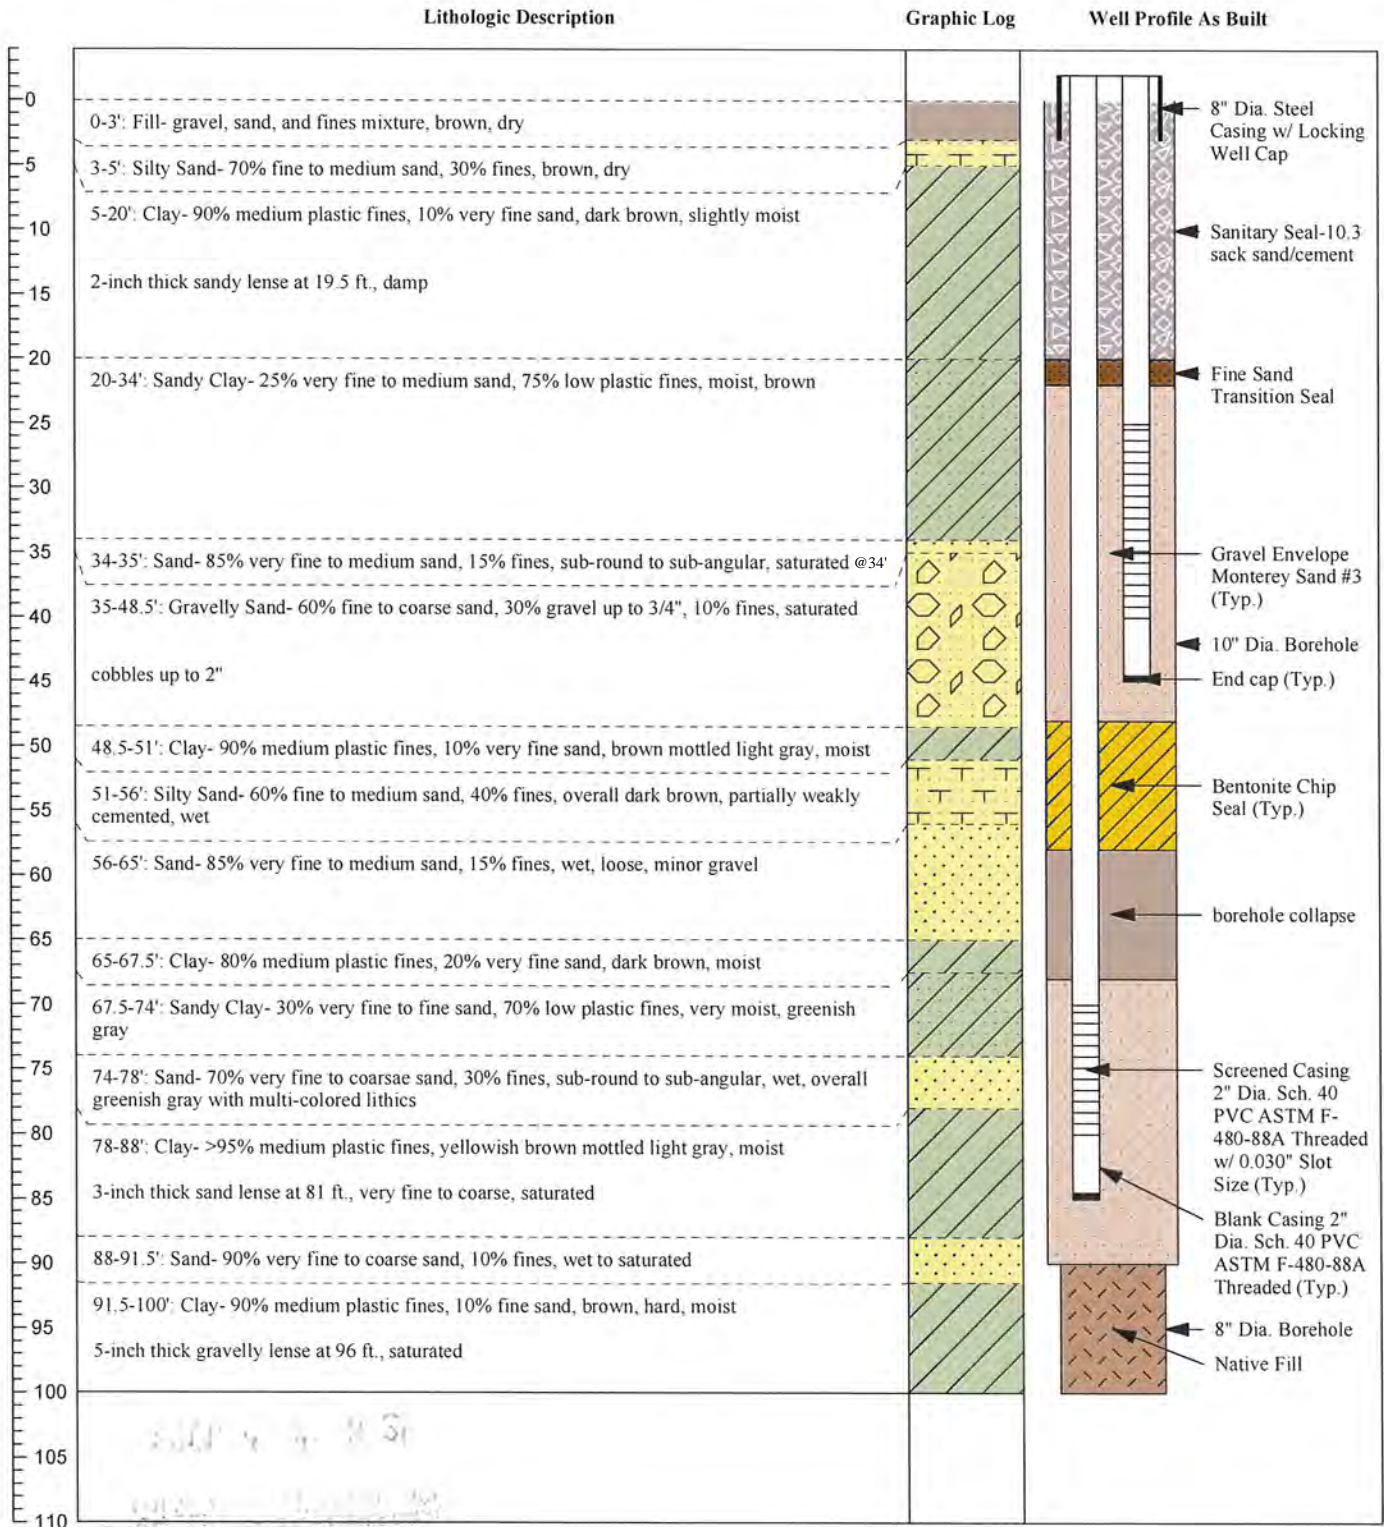 Lithologic Description
Graphic Log
Well Profile As Built
0
5
10
15
20
25
30
35
40
45
50
55
60
65
70
75
80
85
90
95
100
105
110
0-3': Fill- gravel, sand, and fines mixture, brown, dry
3-5': Silty Sand- 70% fine to medium sand, 30% fines, brown, dry
5-20': Clay- 90% medium plastic fines, 10% very fine sand, dark brown, slightly moist
2-inch thick sandy lense at 19.5 ft., damp
20-34': Sandy Clay- 25% very fine to medium sand, 75% low plastic fines, moist, brown
34-35': Sand- 85% very fine to medium sand, 15% fines, sub-round to sub-angular, saturated @34'
35-48.5': Gravelly Sand- 60% fine to coarse sand, 30% gravel up to 3/4", 10% fines, saturated
cobbles up to 2"
48.5-51': Clay- 90% medium plastic fines, 10% very fine sand, brown mottled light gray, moist
51-56': Silty Sand- 60% fine to medium sand, 40% fines, overall dark brown, partially weakly
cemented, wet
56-65': Sand- 85% very fine to medium sand, 15% fines, wet, loose, minor gravel
65-67.5': Clay- 80% medium plastic fines, 20% very fine sand, dark brown, moist
67.5-74': Sandy Clay- 30% very fine to fine sand, 70% low plastic fines, very moist, greenish
gray
74-78': Sand- 70% very fine to coarsae sand, 30% fines, sub-round to sub-angular, wet, overall
greenish gray with multi-colored lithics
78-88': Clay- >95% medium plastic fines, yellowish brown mottled light gray, moist
3-inch thick sand lense at 81 ft., very fine to coarse, saturated
88-91.5': Sand- 90% very fine to coarse sand, 10% fines, wet to saturated
91.5-100': Clay- 90% medium plastic fines, 10% fine sand, brown, hard, moist
5-inch thick gravelly lense at 96 ft., saturated
8" Dia. Steel
Casing w/ Locking
Well Cap
Sanitary Seal-10.3
sack sand/cement
Fine Sand
Transition Seal
Gravel Envelope
Monterey Sand #3
(Typ.)
10" Dia. Borehole
End cap (Typ.)
Bentonite Chip
Seal (Typ.)
borehole collapse
Screened Casing
2" Dia. Sch. 40
PVC ASTM F-
480-88A Threaded
w/ 0.030" Slot
Size (Typ.)
Blank Casing 2"
Dia. Sch. 40 PVC
ASTM F-480-88A
Threaded (Typ.)
8" Dia. Borehole
Native Fill